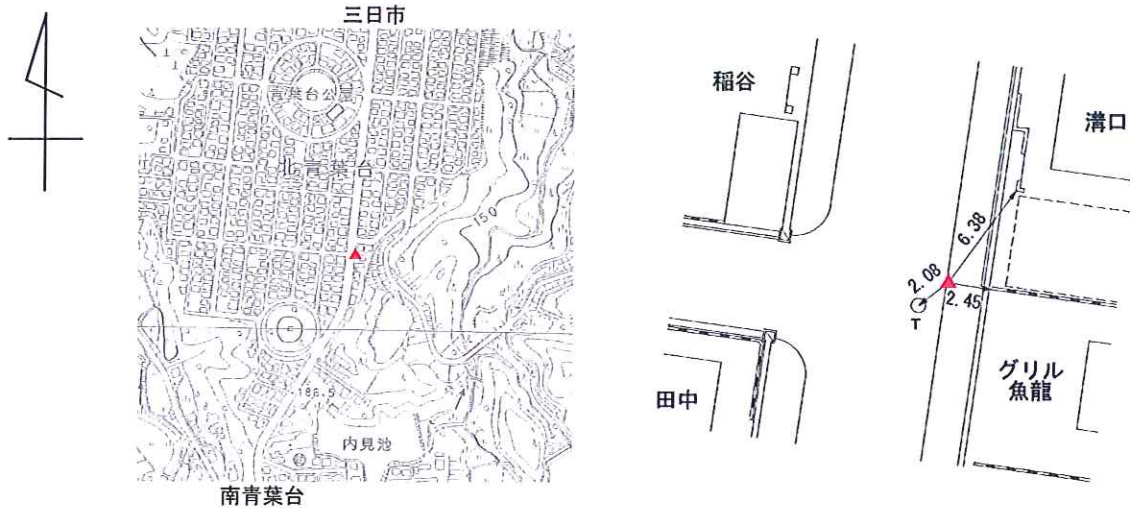 三日市
青葉台公園
北青葉台
150
186.5
内見池
南青葉台
稲谷
溝口
6.38
2.08
2.45
T
田中
グリル
魚龍